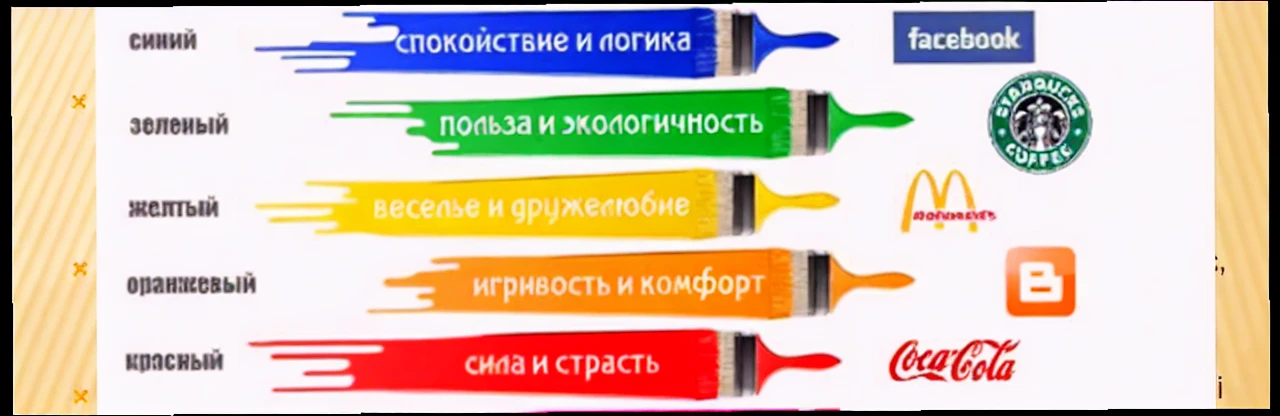 синий спокойствие и логика facebook
зеленый польза и экологичность STARBUCKS COFFEE
желтый веселье и дружелюбие McDonald's
оранжевый игривость и комфорт B
красный сила и страсть Coca-Cola